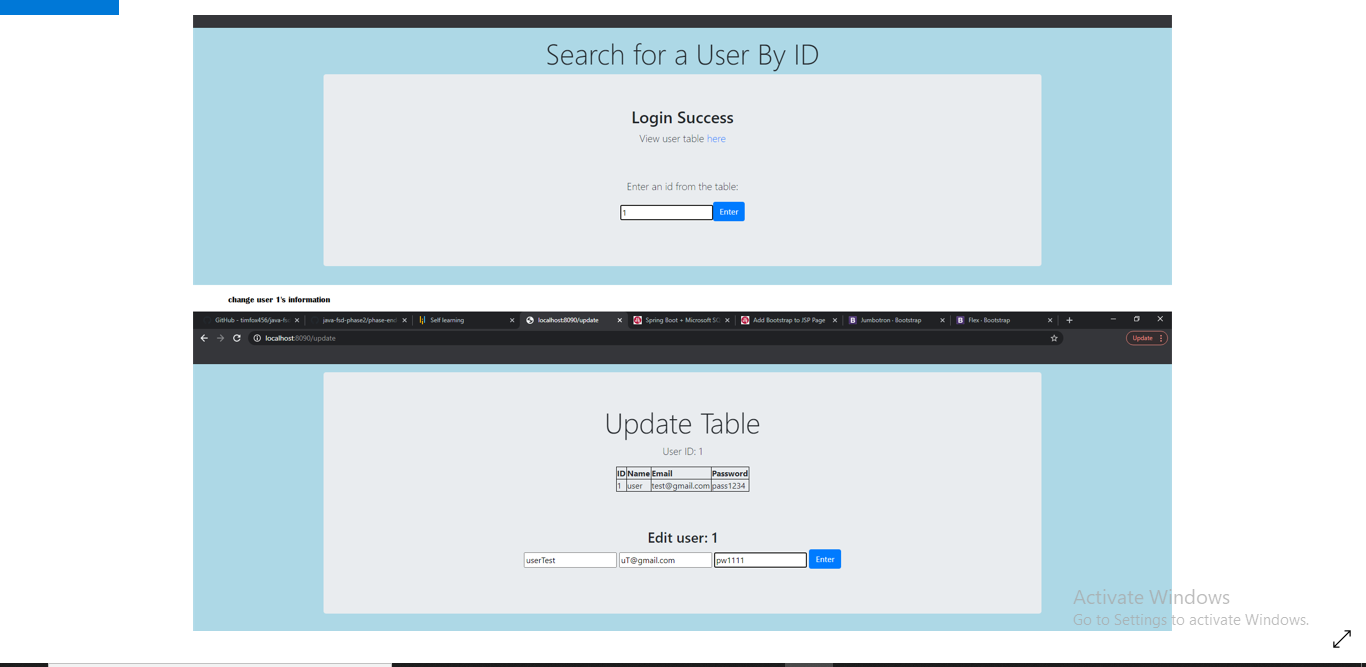 Search for a User By ID
Login Success
View user table here
Enter an id from the table:
1 Enter
change user 1's information
GitHub - timfox456/java-fs java-fsd-phase2/phase-end Self learning localhost:8090/update Spring Boot + Microsoft SQ Add Bootstrap to JSP Page Jumbotron · Bootstrap Flex · Bootstrap
localhost:8090/update Update
Update Table
User ID: 1
ID Name Email Password
1 user test@gmail.com pass1234
Edit user: 1
userTest uT@gmail.com pw1111 Enter
Activate Windows
Go to Settings to activate Windows.